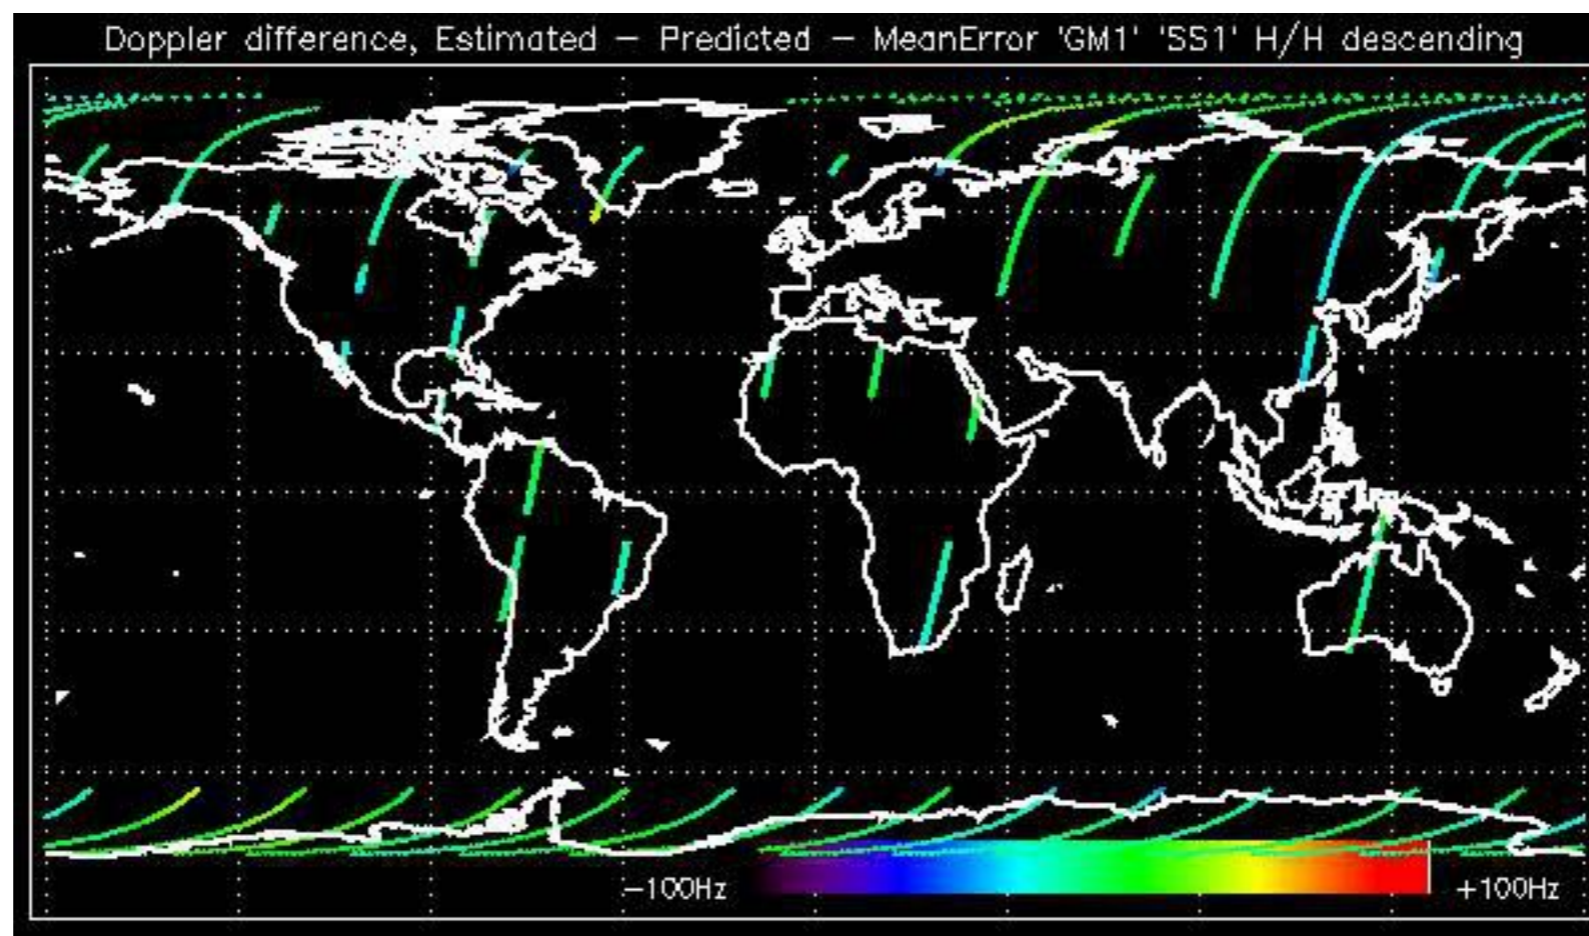 Doppler difference, Estimated - Predicted - MeanError 'GM1' 'SS1' H/H descending
-100Hz +100Hz